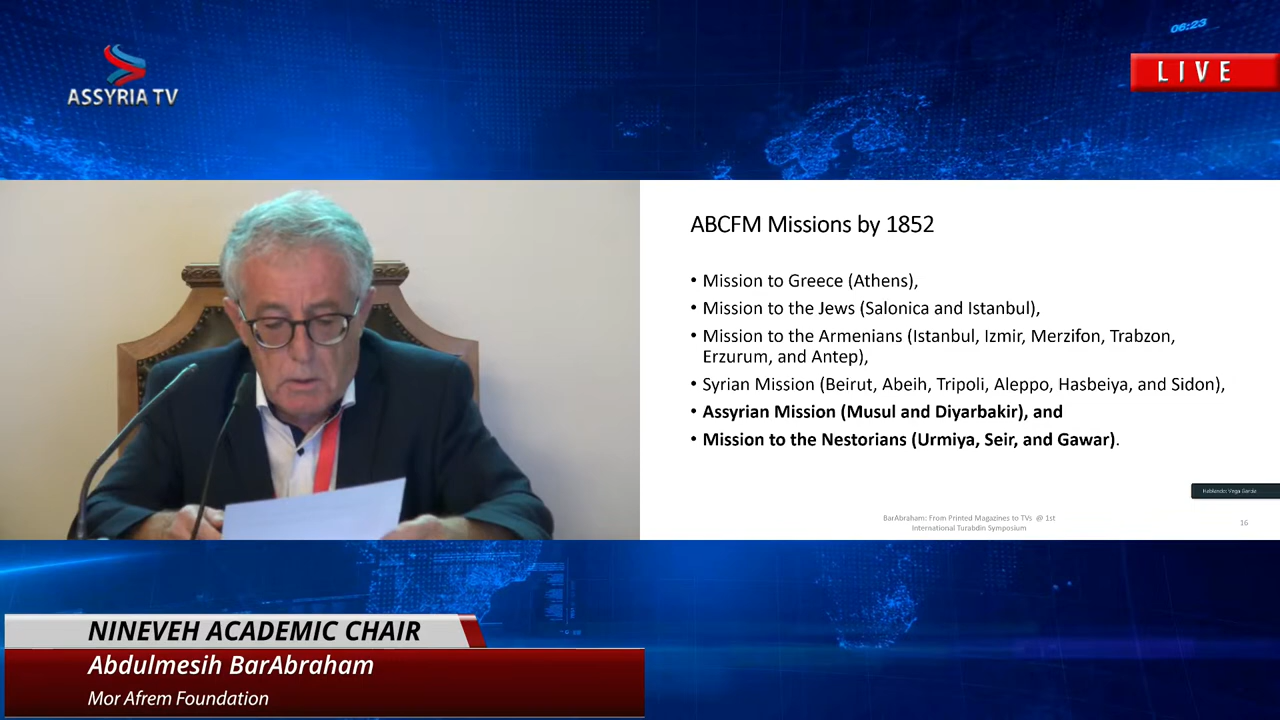 06:23
ASSYRIA TV
LIVE
ABCFM Missions by 1852
• Mission to Greece (Athens),
• Mission to the Jews (Salonica and Istanbul),
• Mission to the Armenians (Istanbul, Izmir, Merzifon, Trabzon,
Erzurum, and Antep),
• Syrian Mission (Beirut, Abeih, Tripoli, Aleppo, Hasbeiya, and Sidon),
• Assyrian Mission (Musul and Diyarbakir), and
• Mission to the Nestorians (Urmiya, Seir, and Gawar).
Hablando: Vega Garda
BarAbraham: From Printed Magazines to TVs @ 1st
International Turabdin Symposium
16
NINEVEH ACADEMIC CHAIR
Abdulmesih BarAbraham
Mor Afrem Foundation